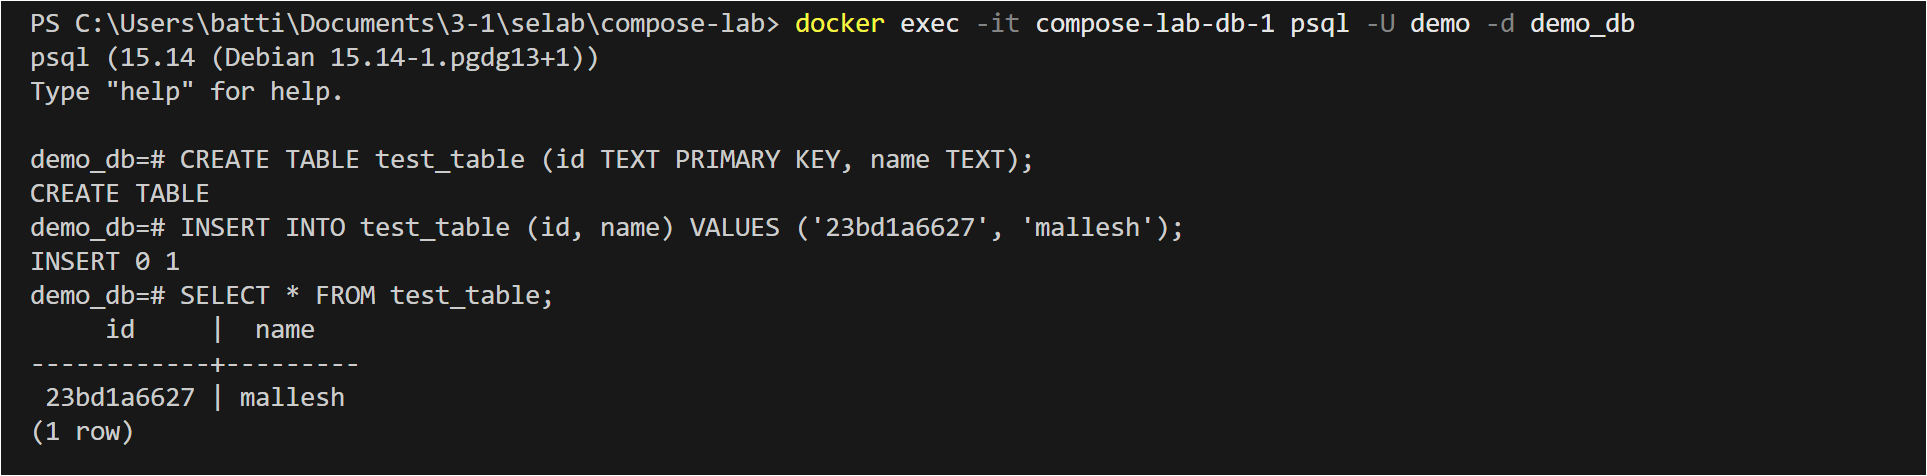 PS C:\Users\batti\Documents\3-1\selab\compose-lab> docker exec -it compose-lab-db-1 psql -U demo -d demo_db
psql (15.14 (Debian 15.14-1.pgdg13+1))
Type "help" for help.

demo_db=# CREATE TABLE test_table (id TEXT PRIMARY KEY, name TEXT);
CREATE TABLE
demo_db=# INSERT INTO test_table (id, name) VALUES ('23bd1a6627', 'mallesh');
INSERT 0 1
demo_db=# SELECT * FROM test_table;
     id     |  name
------------+---------
 23bd1a6627 | mallesh
(1 row)